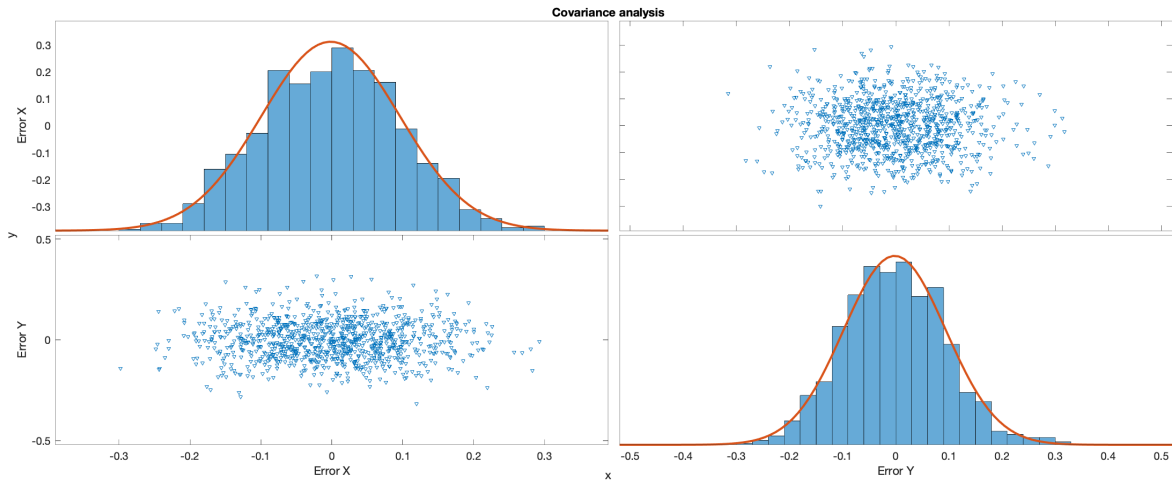 Covariance analysis
0.3
0.2
0.1
0
-0.1
-0.2
-0.3
Error X
y
0.5
0
-0.5
Error Y
-0.3 -0.2 -0.1 0 0.1 0.2 0.3
Error X
-0.5 -0.4 -0.3 -0.2 -0.1 0 0.1 0.2 0.3 0.4 0.5
Error Y
x